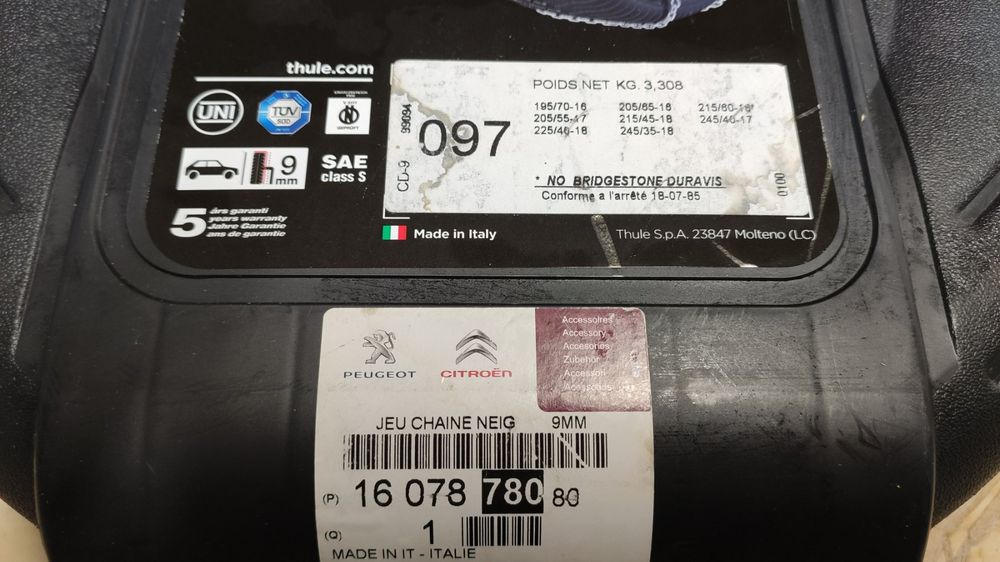 thule.com
UNI
TÜV
SÜD
V 5117
GEPRÜFT
9
mm
SAE
class S
5
års garanti
years warranty
Jahre Garantie
ans de garantie
CD-9 99094
097
POIDS NET KG. 3,308
195/70-16 205/65-16 215/60-16*
205/55-17 215/45-18 245/40-17
225/40-18 245/35-18
* NO BRIDGESTONE DURAVIS
Conforme a l'arrété 18-07-85
0100
Made in Italy
Thule S.p.A. 23847 Molteno (LC)
PEUGEOT
CITROËN
Accessoires
Accessory
Accesorios
Zubehör
Accessori
Acessórios
JEU CHAINE NEIG 9MM
(P) 16 078 780 80
(Q) 1
MADE IN IT - ITALIE